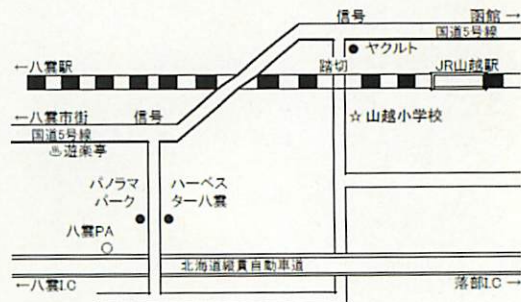 信号
函館→
国道5号線
ヤクルト
←八雲駅
踏切
JR山越駅
←八雲市街
信号
☆山越小学校
国道5号線
♨遊楽亭
パノラマ
パーク
ハーベス
ター八雲
八雲PA
北海道縦貫自動車道
←八雲I.C
落部I.C→